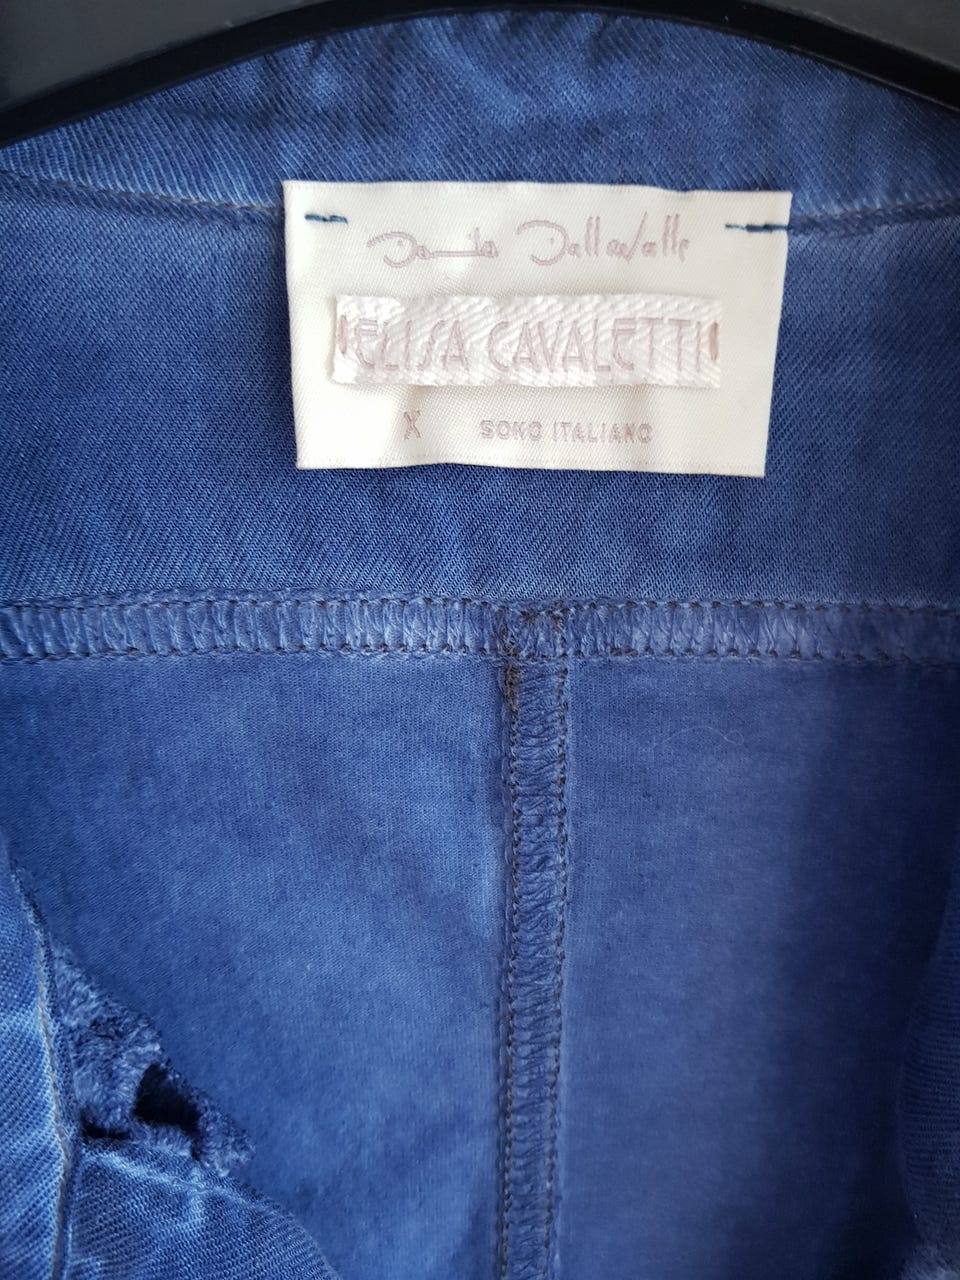 Daniela Dallavalle
ELISA CAVALETTI
X SONO ITALIANO